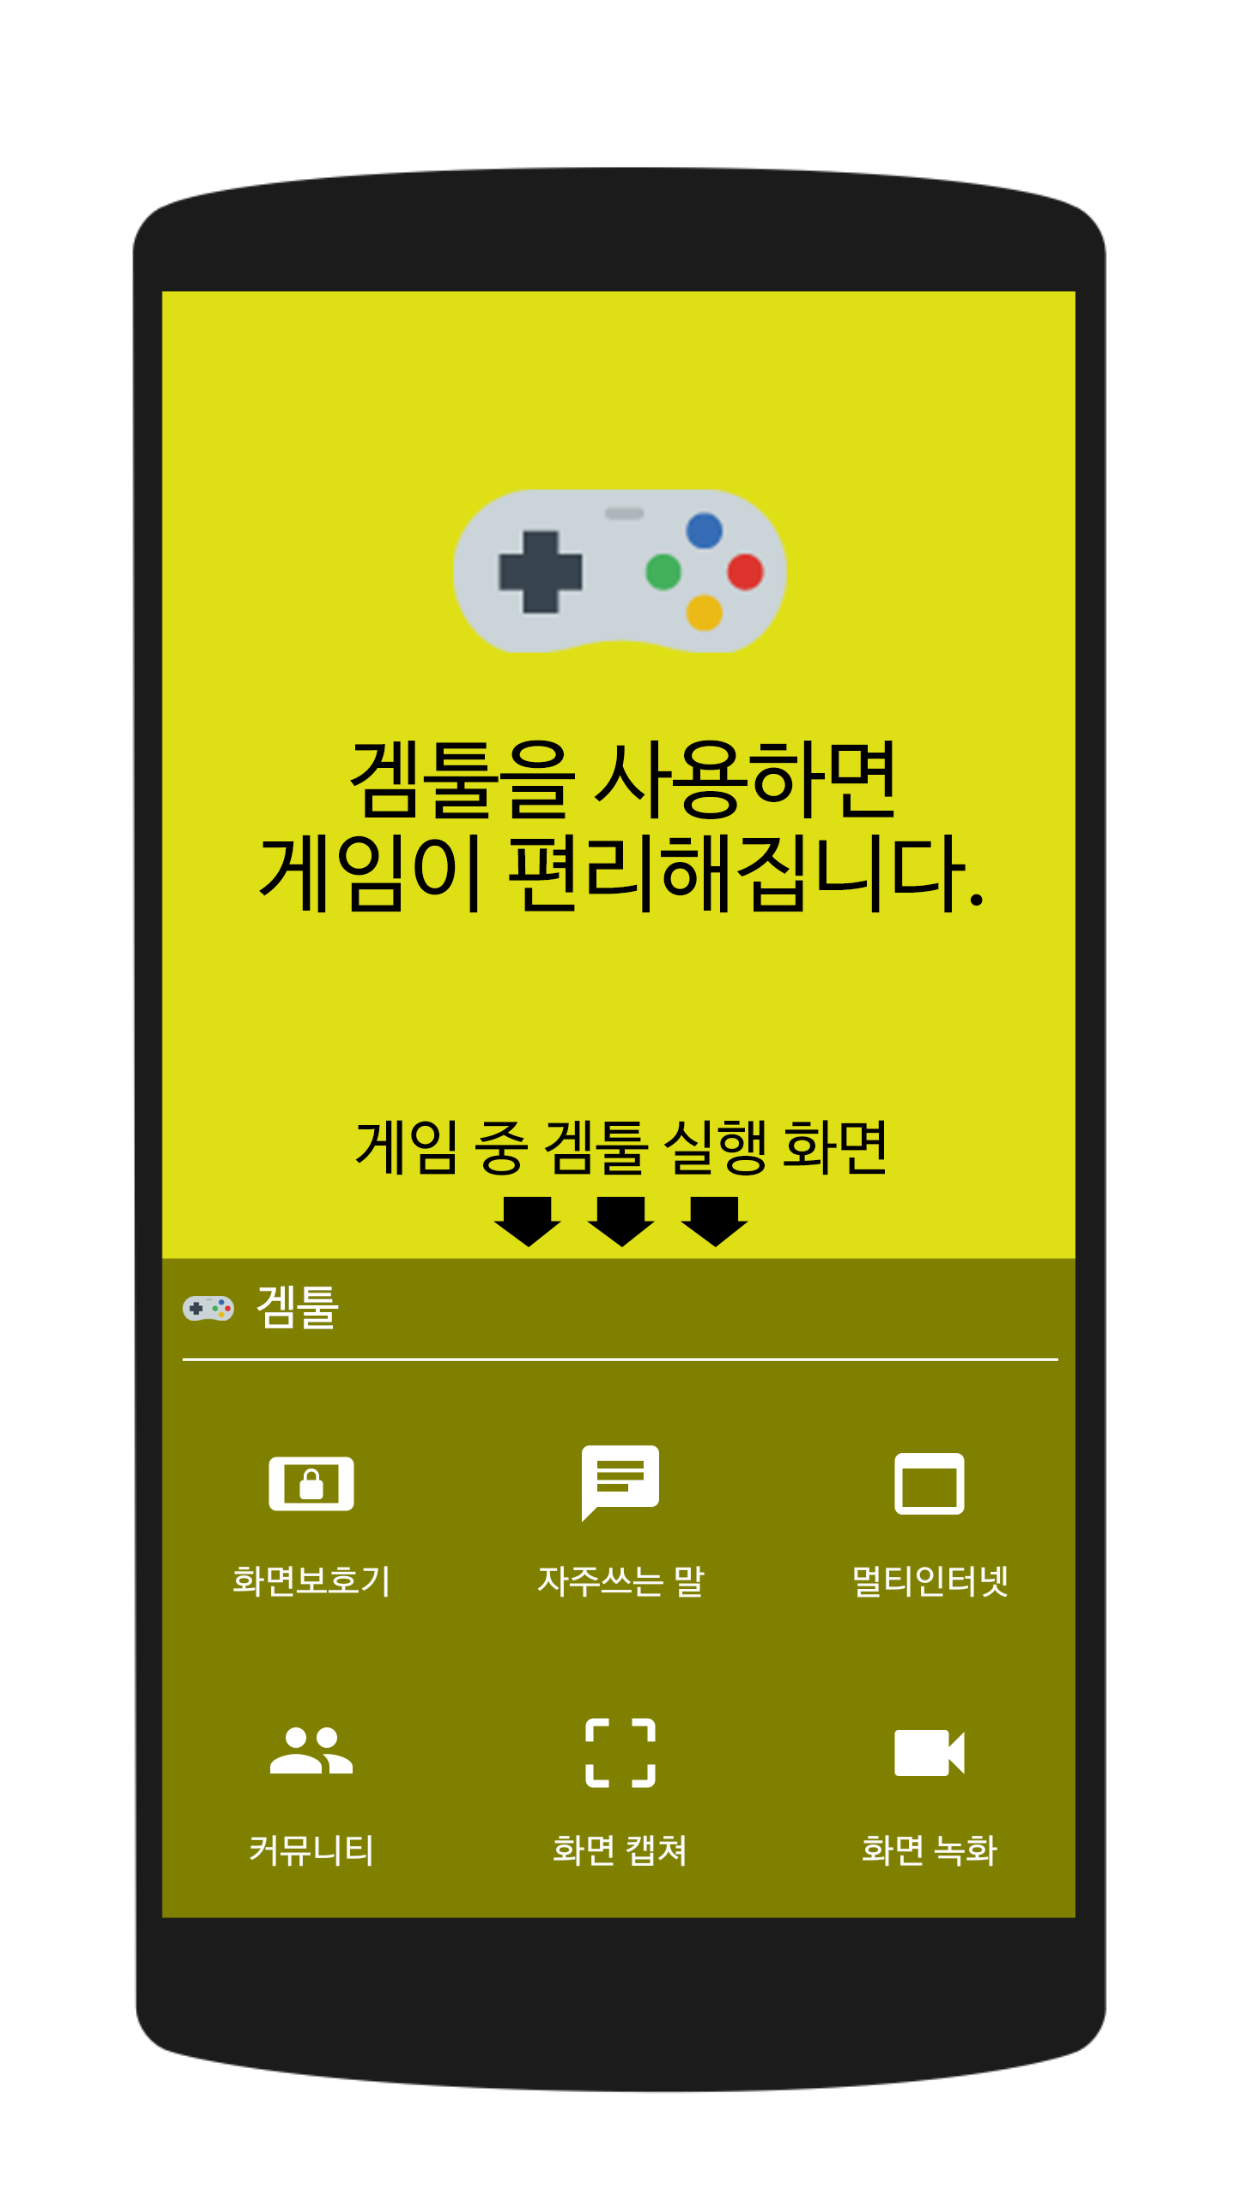 겜툴을 사용하면
게임이 편리해집니다.
게임 중 겜툴 실행 화면
겜툴
화면보호기
자주쓰는 말
멀티인터넷
커뮤니티
화면 캡쳐
화면 녹화